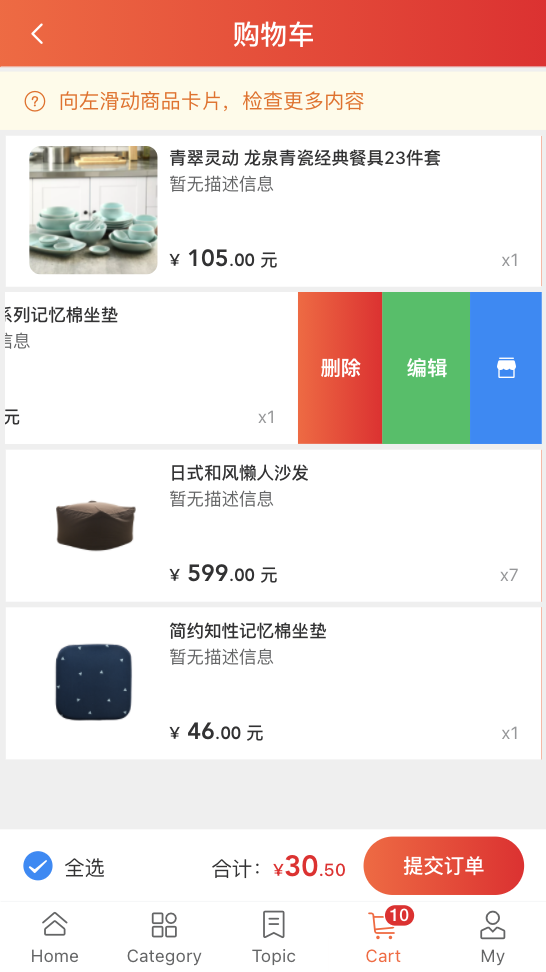 购物车
向左滑动商品卡片，检查更多内容
青翠灵动 龙泉青瓷经典餐具23件套
暂无描述信息
¥ 105.00 元
x1
系列记忆棉坐垫
信息
元
x1
删除
编辑
日式和风懒人沙发
暂无描述信息
¥ 599.00 元
x7
简约知性记忆棉坐垫
暂无描述信息
¥ 46.00 元
x1
全选
合计：¥30.50
提交订单
10
Home
Category
Topic
Cart
My